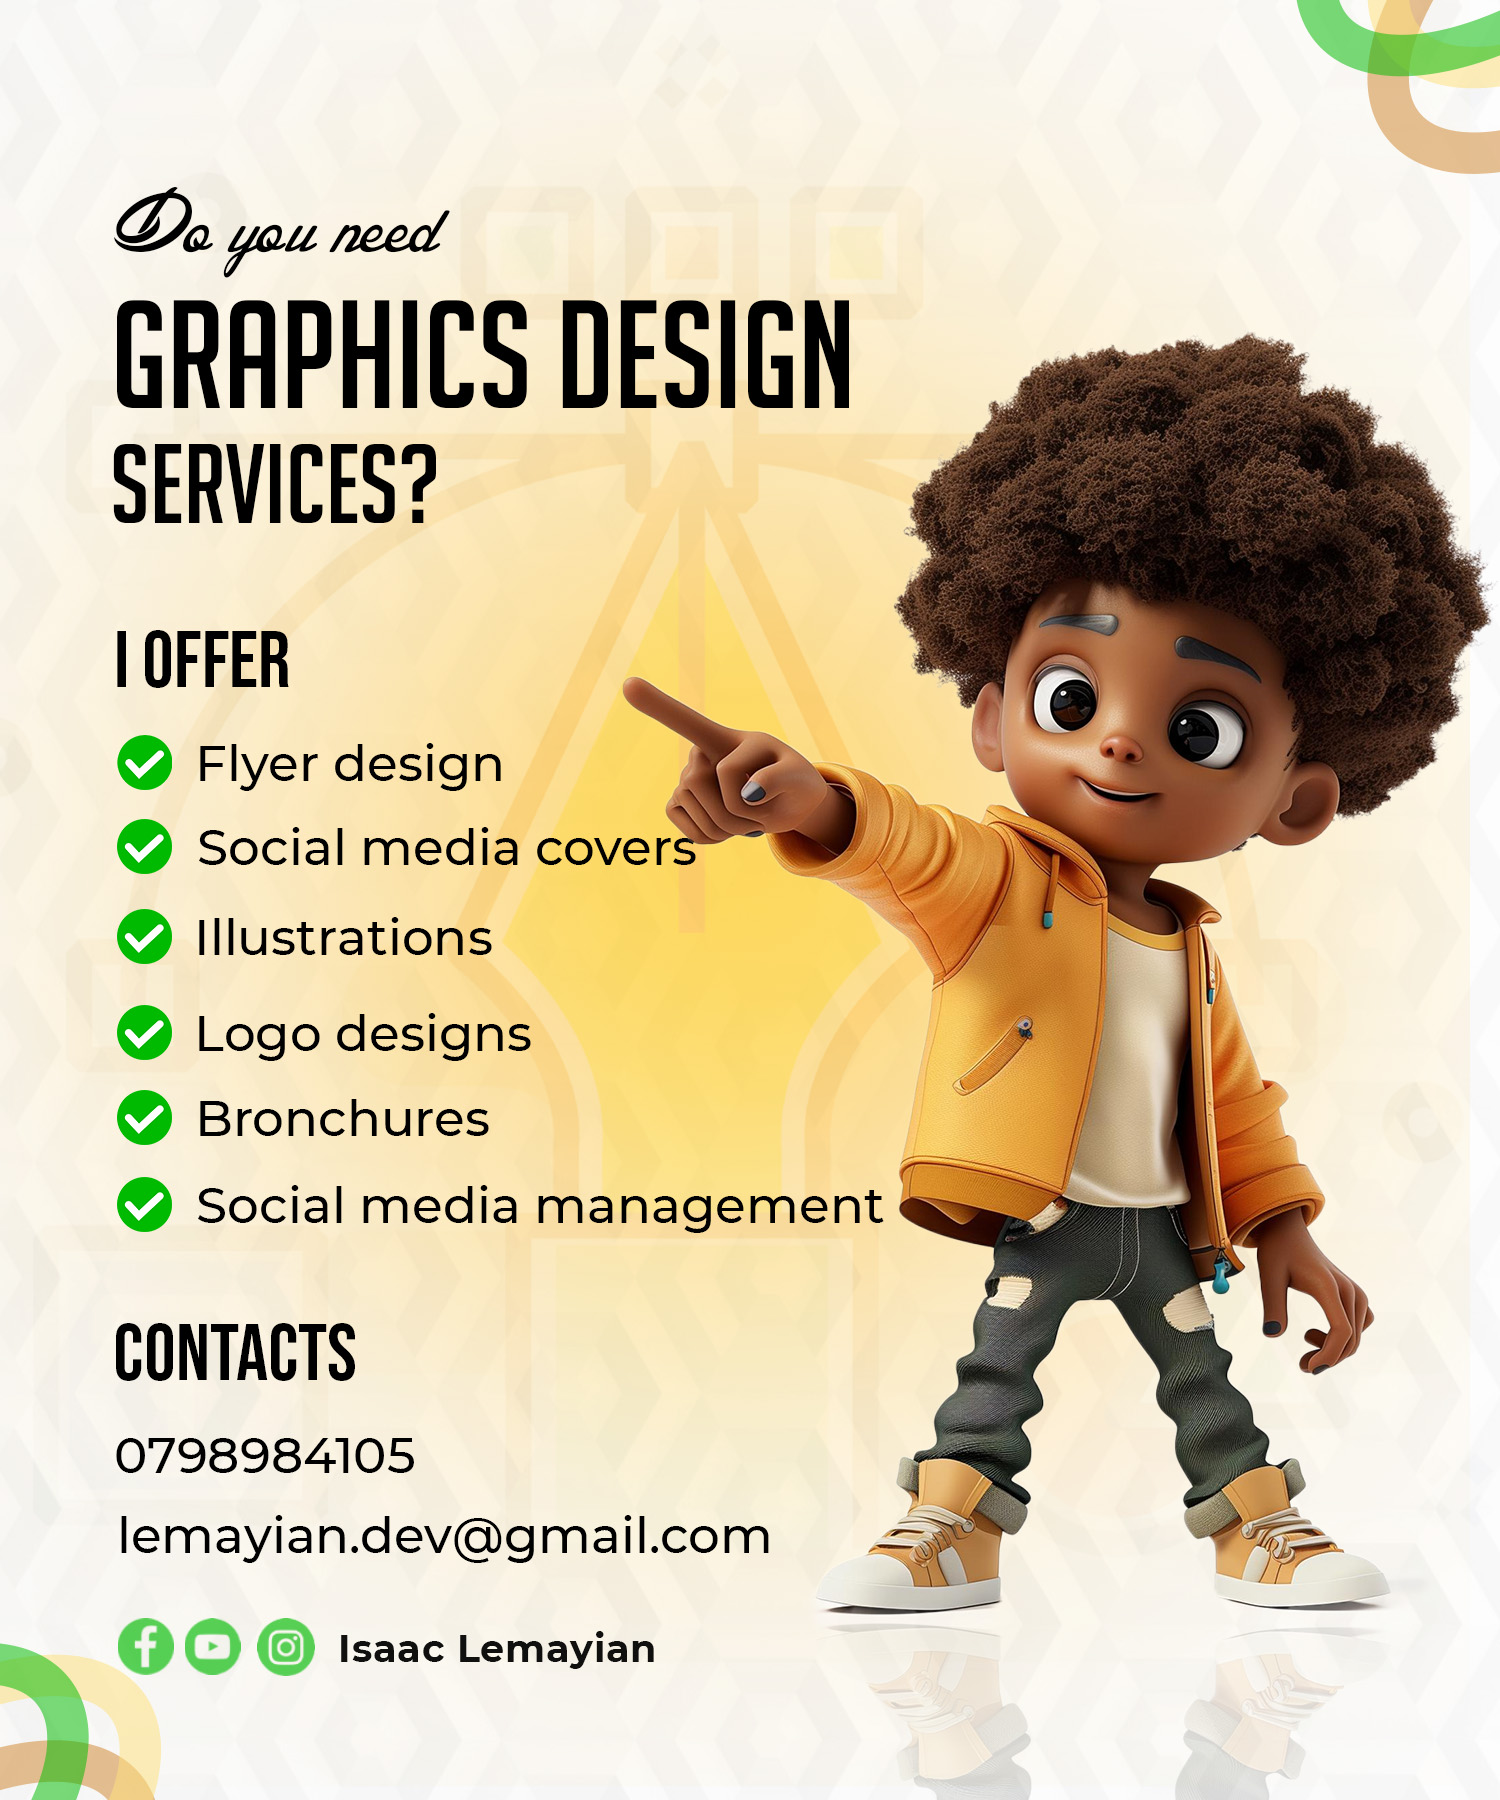 Do you need
GRAPHICS DESIGN
SERVICES?
I OFFER
Flyer design
Social media covers
Illustrations
Logo designs
Bronchures
Social media management
CONTACTS
0798984105
lemayian.dev@gmail.com
Isaac Lemayian